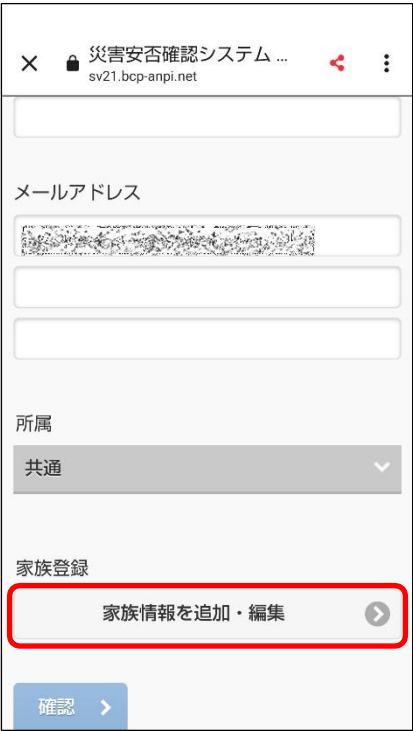 災害安否確認システム ...
sv21.bcp-anpi.net
メールアドレス
所属
共通
家族登録
家族情報を追加・編集
確認